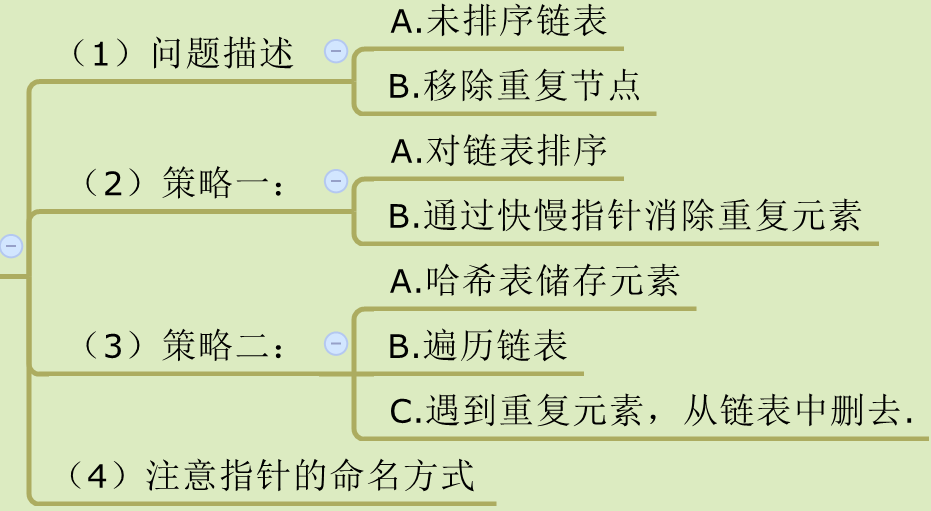 （1）问题描述
A.未排序链表
B.移除重复节点
（2）策略一：
A.对链表排序
B.通过快慢指针消除重复元素
（3）策略二：
A.哈希表储存元素
B.遍历链表
C.遇到重复元素，从链表中删去.
（4）注意指针的命名方式